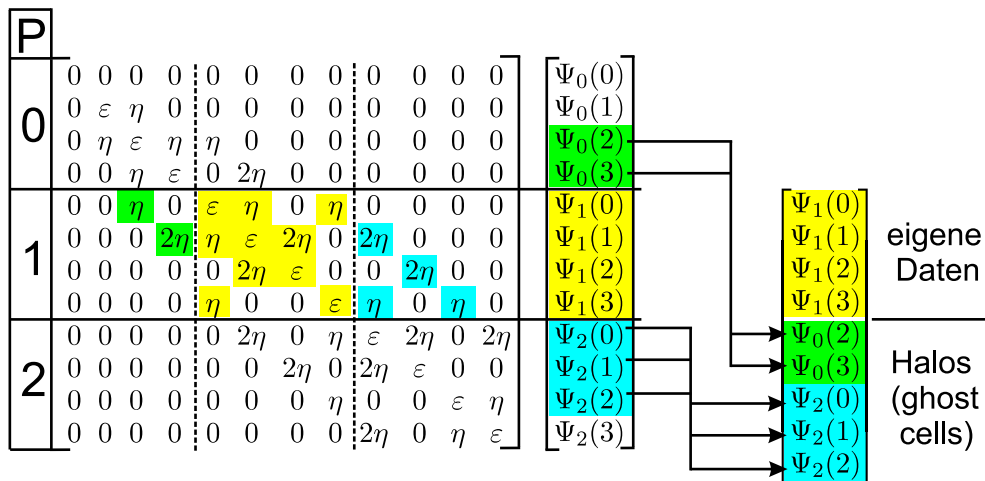 P
0 0 0 0 0 0 0 0 0 0 0 0 Ψ₀(0)
0 ε η 0 0 0 0 0 0 0 0 0 Ψ₀(1)
0
0 η ε η η 0 0 0 0 0 0 0 Ψ₀(2)
0 0 η ε 0 2η 0 0 0 0 0 0 Ψ₀(3)
0 0 η 0 ε η 0 η 0 0 0 0 Ψ₁(0) Ψ₁(0)
0 0 0 2η η ε 2η 0 2η 0 0 0 Ψ₁(1) Ψ₁(1) eigene
1
0 0 0 0 0 2η ε 0 0 2η 0 0 Ψ₁(2) Ψ₁(2) Daten
0 0 0 0 η 0 0 ε η 0 η 0 Ψ₁(3) Ψ₁(3)
0 0 0 0 0 2η 0 η ε 2η 0 2η Ψ₂(0) Ψ₀(2)
0 0 0 0 0 0 2η 0 2η ε 0 0 Ψ₂(1) Ψ₀(3) Halos
2
0 0 0 0 0 0 0 η 0 0 ε η Ψ₂(2) Ψ₂(0) (ghost
0 0 0 0 0 0 0 0 2η 0 η ε Ψ₂(3) Ψ₂(1) cells)
Ψ₂(2)